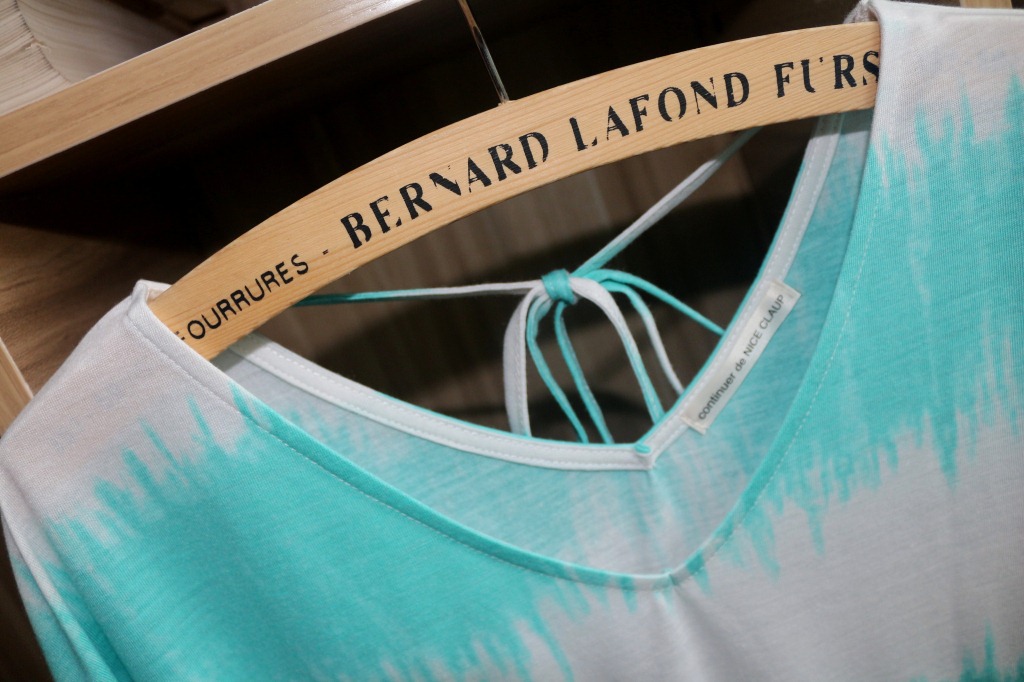 FOURRURES - BERNARD LAFOND FURS
continuer de NICE CLAUP